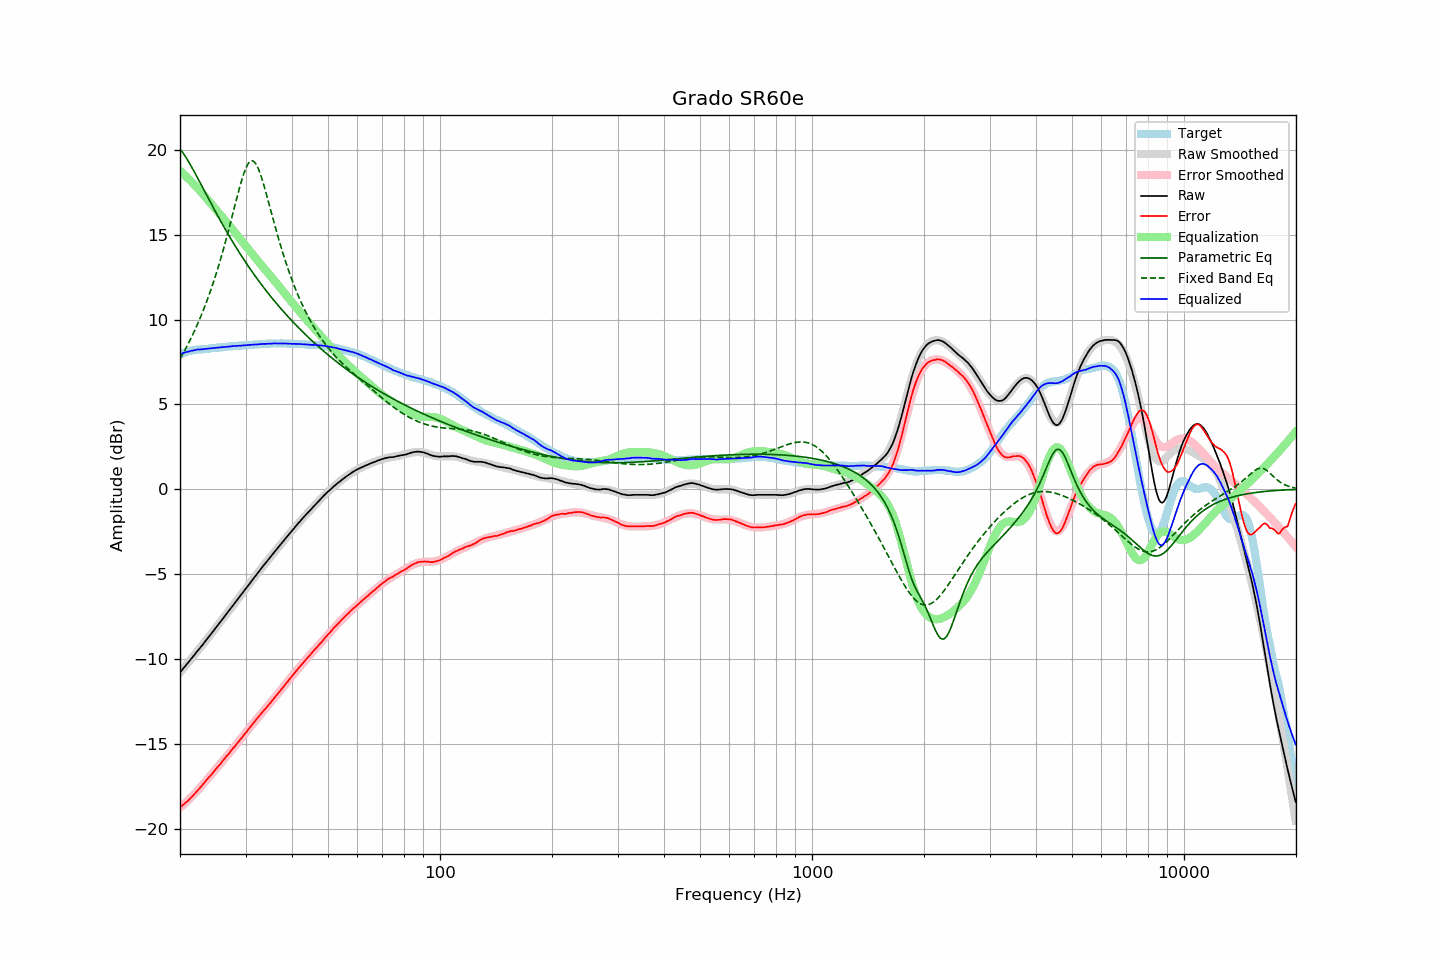 Grado SR60e
Amplitude (dBr)
20
15
10
5
0
−5
−10
−15
−20
Target
Raw Smoothed
Error Smoothed
Raw
Error
Equalization
Parametric Eq
Fixed Band Eq
Equalized
100
1000
10000
Frequency (Hz)